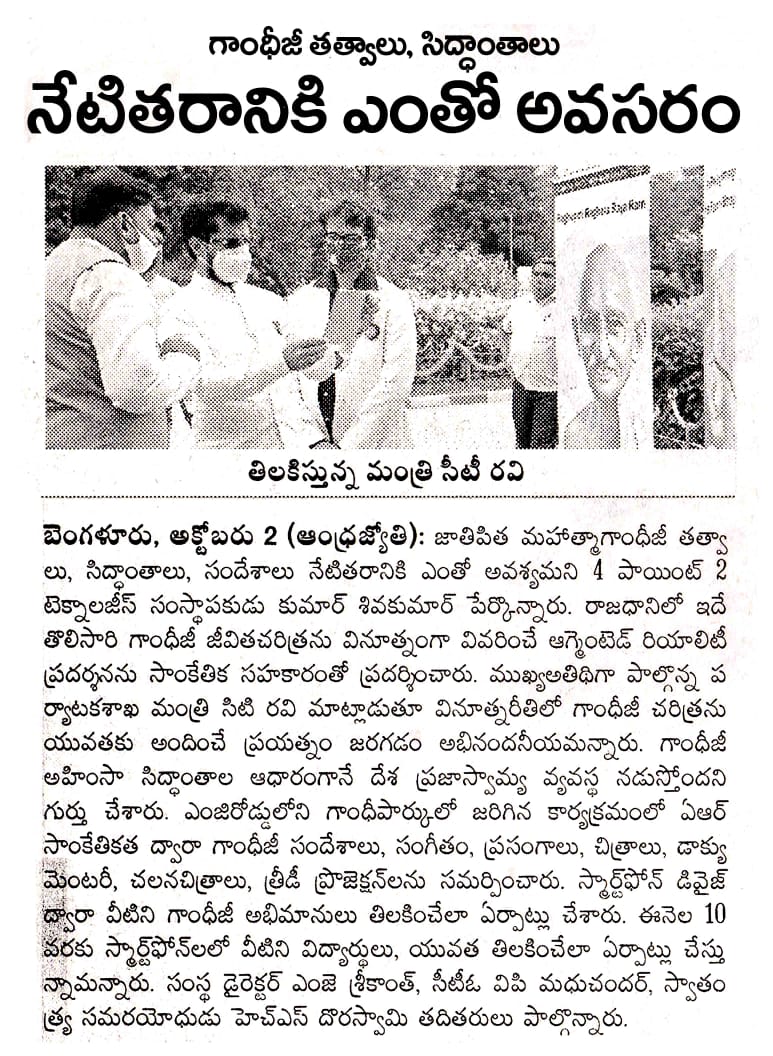 గాంధీజీ తత్వాలు, సిద్ధాంతాలు
నేటితరానికి ఎంతో అవసరం
తిలకిస్తున్న మంత్రి సీటీ రవి
బెంగళూరు, అక్టోబరు 2 (ఆంధ్రజ్యోతి): జాతిపిత మహాత్మాగాంధీజీ తత్వా
లు, సిద్ధాంతాలు, సందేశాలు నేటితరానికి ఎంతో అవశ్యమని 4 పాయింట్ 2
టెక్నాలజీస్ సంస్థాపకుడు కుమార్ శివకుమార్ పేర్కొన్నారు. రాజధానిలో ఇదే
తొలిసారి గాంధీజీ జీవితచరిత్రను వినూత్నంగా వివరించే ఆగ్మెంటెడ్ రియాలిటీ
ప్రదర్శనను సాంకేతిక సహకారంతో ప్రదర్శించారు. ముఖ్యఅతిథిగా పాల్గొన్న ప
ర్యాటకశాఖ మంత్రి సిటి రవి మాట్లాడుతూ వినూత్నరీతిలో గాంధీజీ చరిత్రను
యువతకు అందించే ప్రయత్నం జరగడం అభినందనీయమన్నారు. గాంధీజీ
అహింసా సిద్ధాంతాల ఆధారంగానే దేశ ప్రజాస్వామ్య వ్యవస్థ నడుస్తోందని
గుర్తు చేశారు. ఎంజిరోడ్డులోని గాంధీపార్కులో జరిగిన కార్యక్రమంలో ఏఆర్
సాంకేతికత ద్వారా గాంధీజీ సందేశాలు, సంగీతం, ప్రసంగాలు, చిత్రాలు, డాక్యు
మెంటరీ, చలనచిత్రాలు, త్రీడీ ప్రొజెక్షన్‌లను సమర్పించారు. స్మార్ట్‌ఫోన్ డివైజ్
ద్వారా వీటిని గాంధీజీ అభిమానులు తిలకించేలా ఏర్పాట్లు చేశారు. ఈనెల 10
వరకు స్మార్ట్‌ఫోన్‌లలో వీటిని విద్యార్థులు, యువత తిలకించేలా ఏర్పాట్లు చేస్తు
న్నామన్నారు. సంస్థ డైరెక్టర్ ఎంజె శ్రీకాంత్, సీటీఓ విపి మధుచందర్, స్వాతం
త్య్ర సమరయోధుడు హెచ్ఎస్ దొరస్వామి తదితరులు పాల్గొన్నారు.